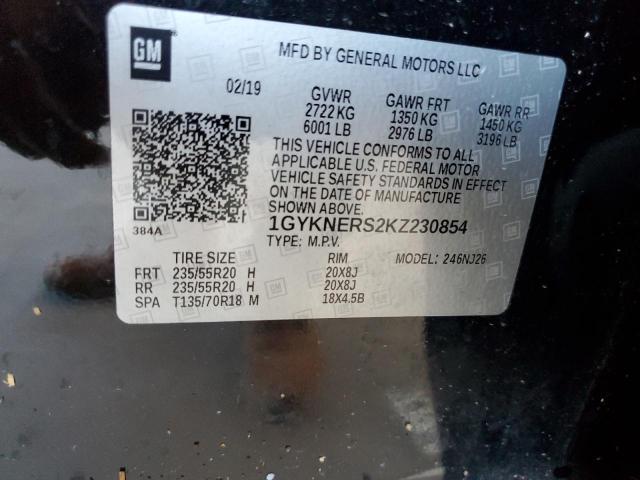 GM
MFD BY GENERAL MOTORS LLC
02/19 GVWR GAWR FRT GAWR RR
2722 KG 1350 KG 1450 KG
6001 LB 2976 LB 3196 LB
THIS VEHICLE CONFORMS TO ALL
APPLICABLE U.S. FEDERAL MOTOR
VEHICLE SAFETY STANDARDS IN EFFECT
ON THE DATE OF MANUFACTURE
SHOWN ABOVE.
384A
1GYKNERS2KZ230854
TYPE: M.P.V. MODEL: 246NJ26
TIRE SIZE RIM
FRT 235/55R20 H 20X8J
RR 235/55R20 H 20X8J
SPA T135/70R18 M 18X4.5B